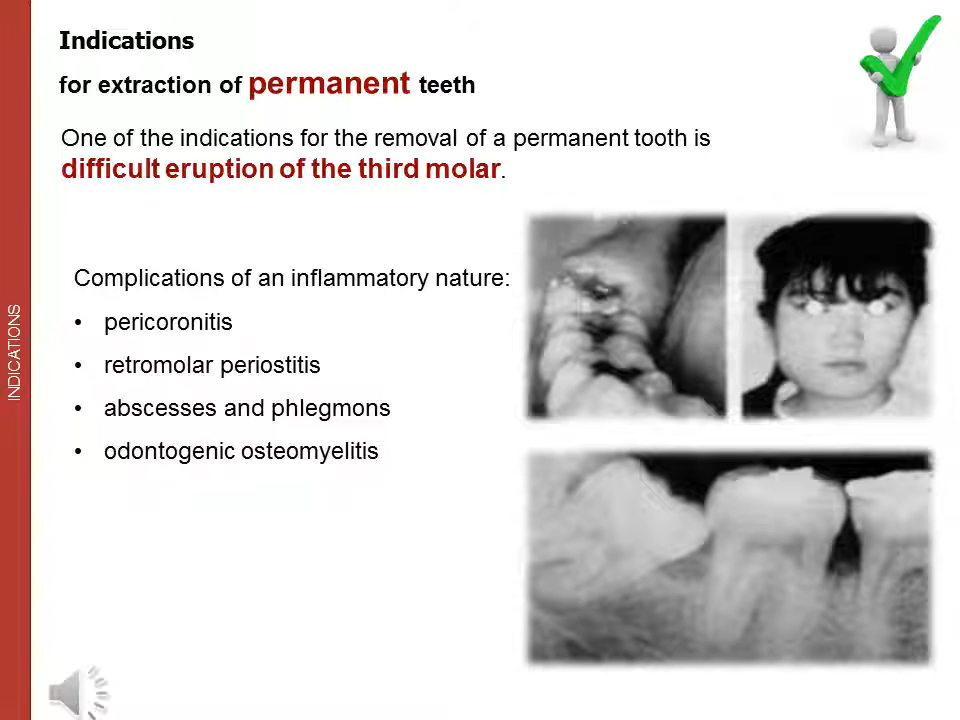 Indications
for extraction of permanent teeth
One of the indications for the removal of a permanent tooth is
difficult eruption of the third molar.
Complications of an inflammatory nature:
• pericoronitis
• retromolar periostitis
• abscesses and phlegmons
• odontogenic osteomyelitis
INDICATIONS